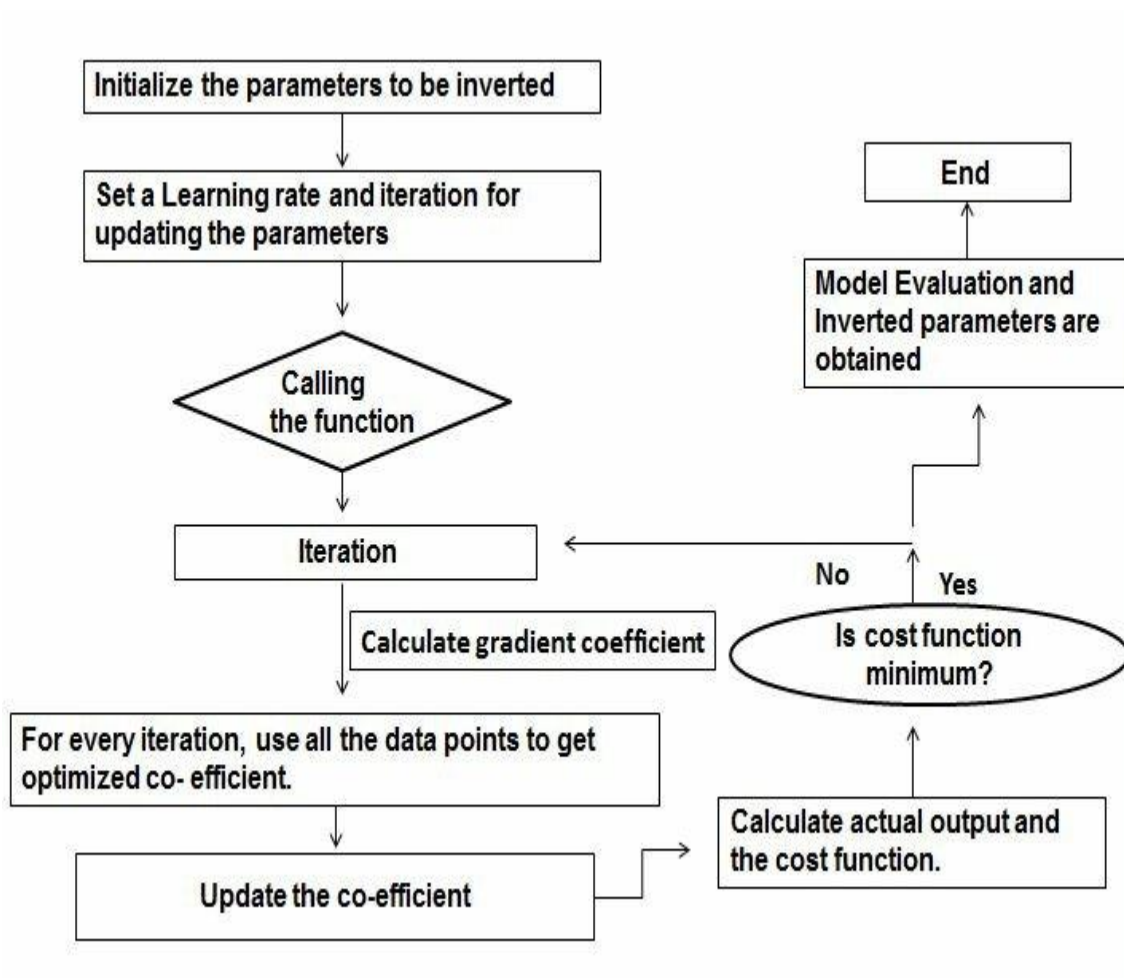 Initialize the parameters to be inverted
Set a Learning rate and iteration for
updating the parameters
Calling
the function
Iteration
Calculate gradient coefficient
For every iteration, use all the data points to get
optimized co- efficient.
Update the co-efficient
Calculate actual output and
the cost function.
Is cost function
minimum?
No
Yes
Model Evaluation and
Inverted parameters are
obtained
End